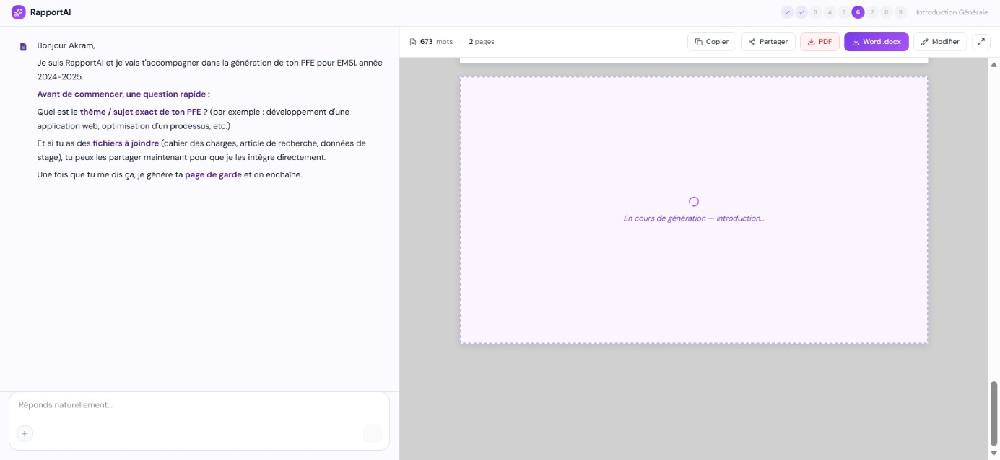 RapportAI
3 4 5 6 7 8 9 Introduction Générale
Bonjour Akram,
Je suis RapportAI et je vais t'accompagner dans la génération de ton PFE pour EMSI, année
2024-2025.
Avant de commencer, une question rapide :
Quel est le thème / sujet exact de ton PFE ? (par exemple : développement d'une
application web, optimisation d'un processus, etc.)
Et si tu as des fichiers à joindre (cahier des charges, article de recherche, données de
stage), tu peux les partager maintenant pour que je les intègre directement.
Une fois que tu me dis ça, je génère ta page de garde et on enchaîne.
Réponds naturellement...
673 mots · 2 pages
Copier
Partager
PDF
Word .docx
Modifier
En cours de génération — Introduction...